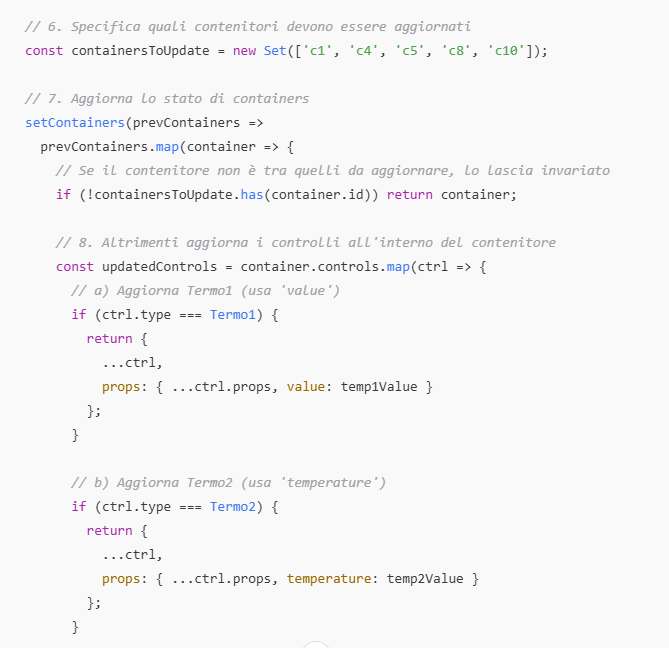 // 6. Specifica quali contenitori devono essere aggiornati
const containersToUpdate = new Set(['c1', 'c4', 'c5', 'c8', 'c10']);
// 7. Aggiorna lo stato di containers
setContainers(prevContainers =>
prevContainers.map(container => {
// Se il contenitore non è tra quelli da aggiornare, lo lascia invariato
if (!containersToUpdate.has(container.id)) return container;
// 8. Altrimenti aggiorna i controlli all'interno del contenitore
const updatedControls = container.controls.map(ctrl => {
// a) Aggiorna Termo1 (usa 'value')
if (ctrl.type === Termo1) {
return {
...ctrl,
props: { ...ctrl.props, value: temp1Value }
};
}
// b) Aggiorna Termo2 (usa 'temperature')
if (ctrl.type === Termo2) {
return {
...ctrl,
props: { ...ctrl.props, temperature: temp2Value }
};
}